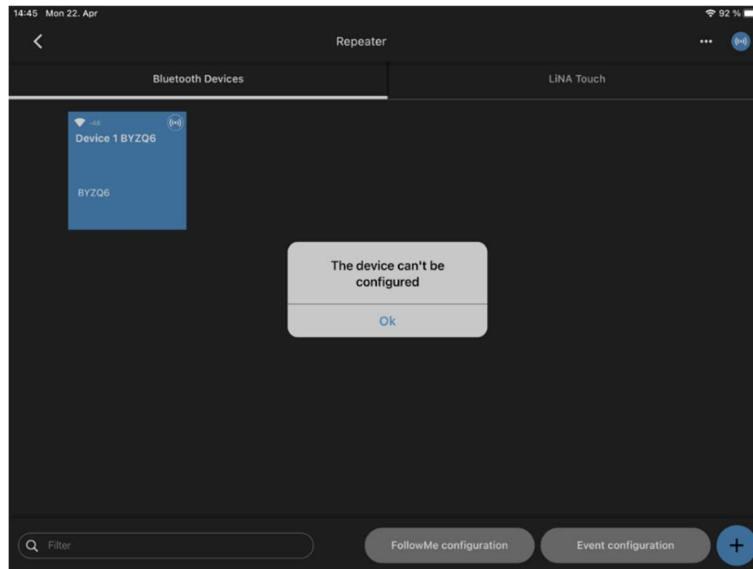 14:45 Mon 22. Apr
92 %
Repeater
Bluetooth Devices
LiNA Touch
-48
Device 1 BYZQ6
BYZQ6
The device can't be
configured
Ok
Filter
FollowMe configuration
Event configuration